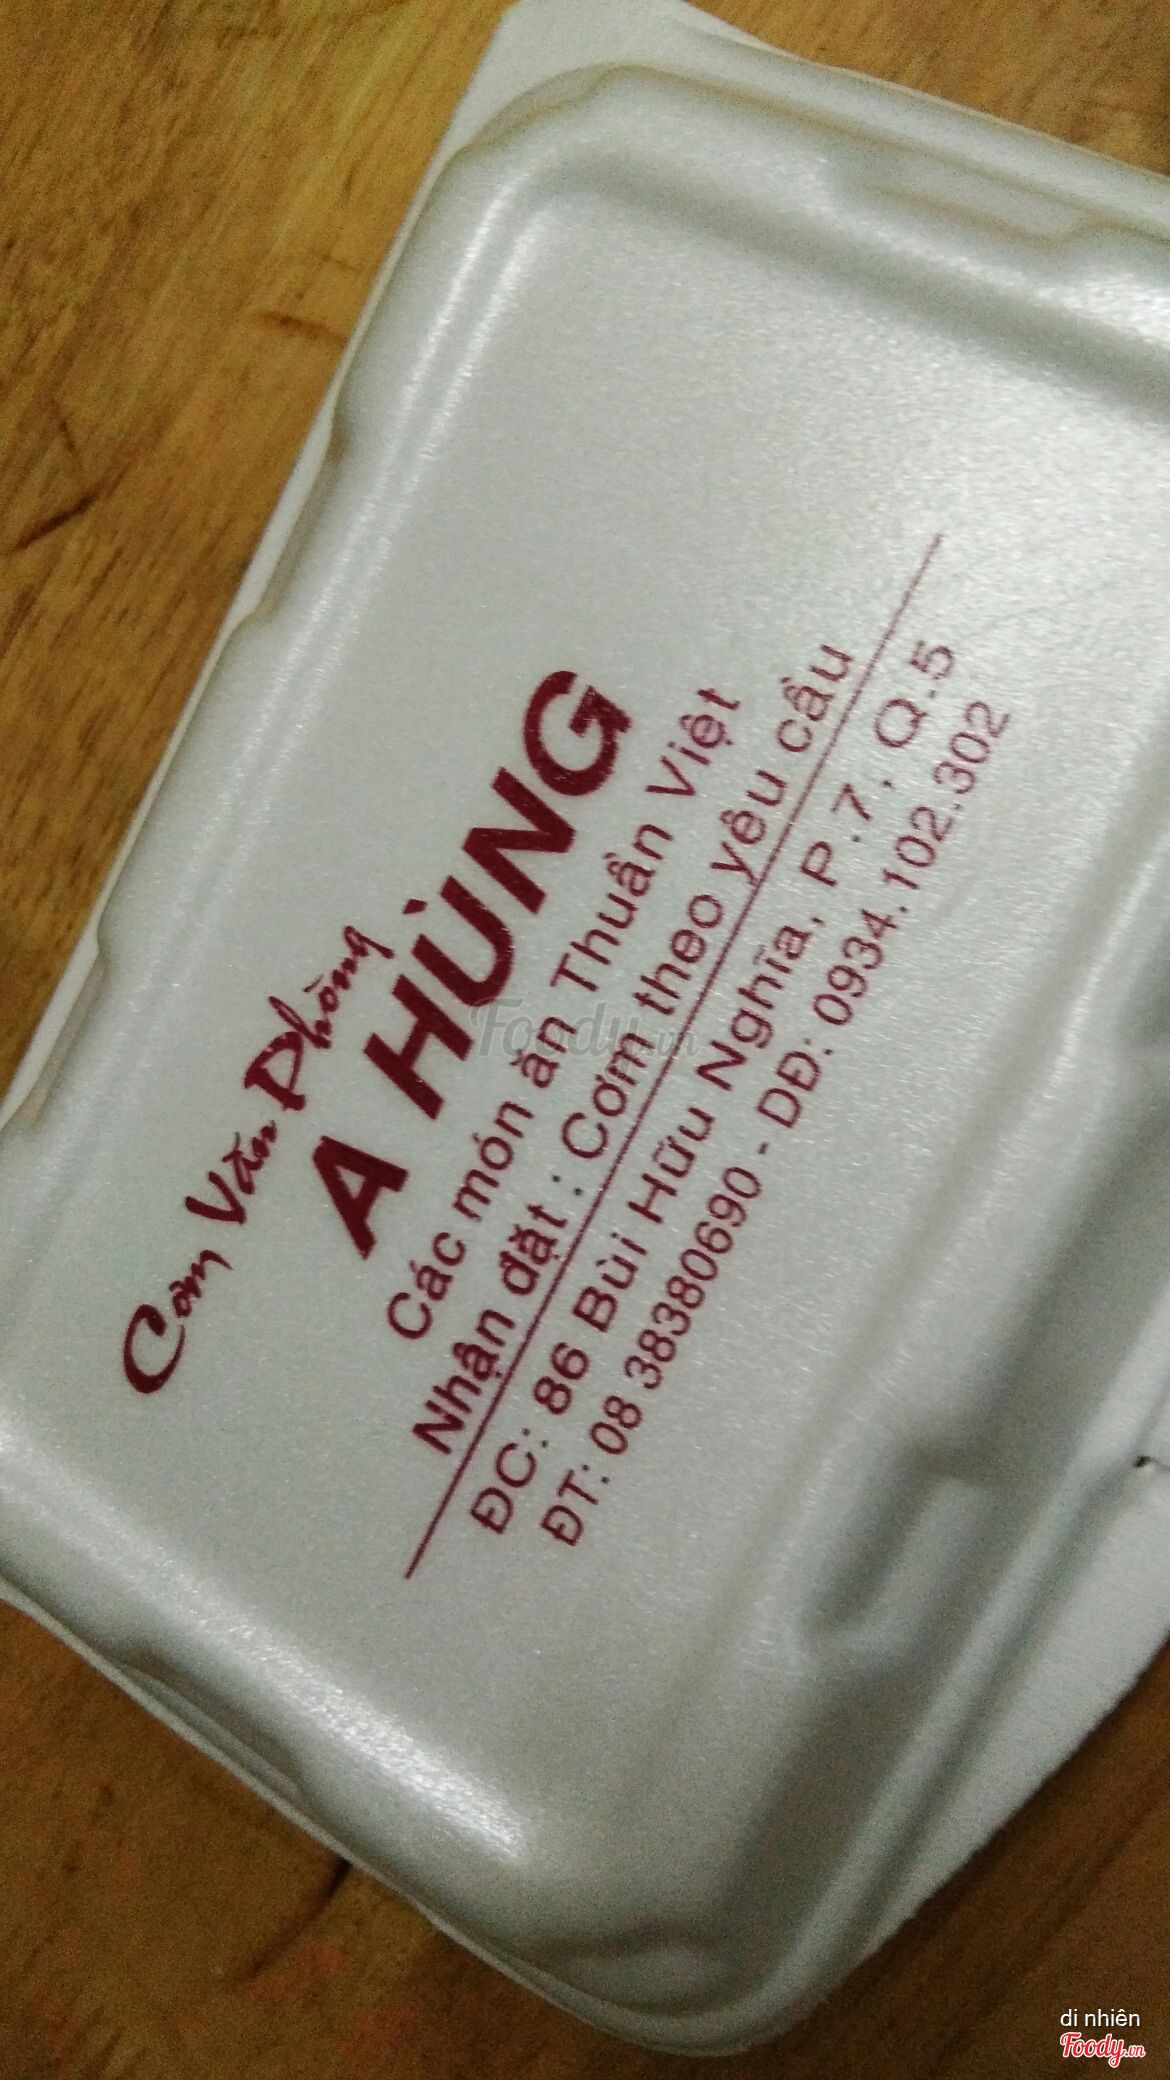 Cơm Văn Phòng
A HÙNG
Các món ăn Thuần Việt
Nhận đặt : Cơm theo yêu cầu
ĐC: 86 Bùi Hữu Nghĩa, P.7, Q.5
ĐT: 08 38380690 - DĐ: 0934.102.302
Foody.vn
di nhiên
Foody.vn